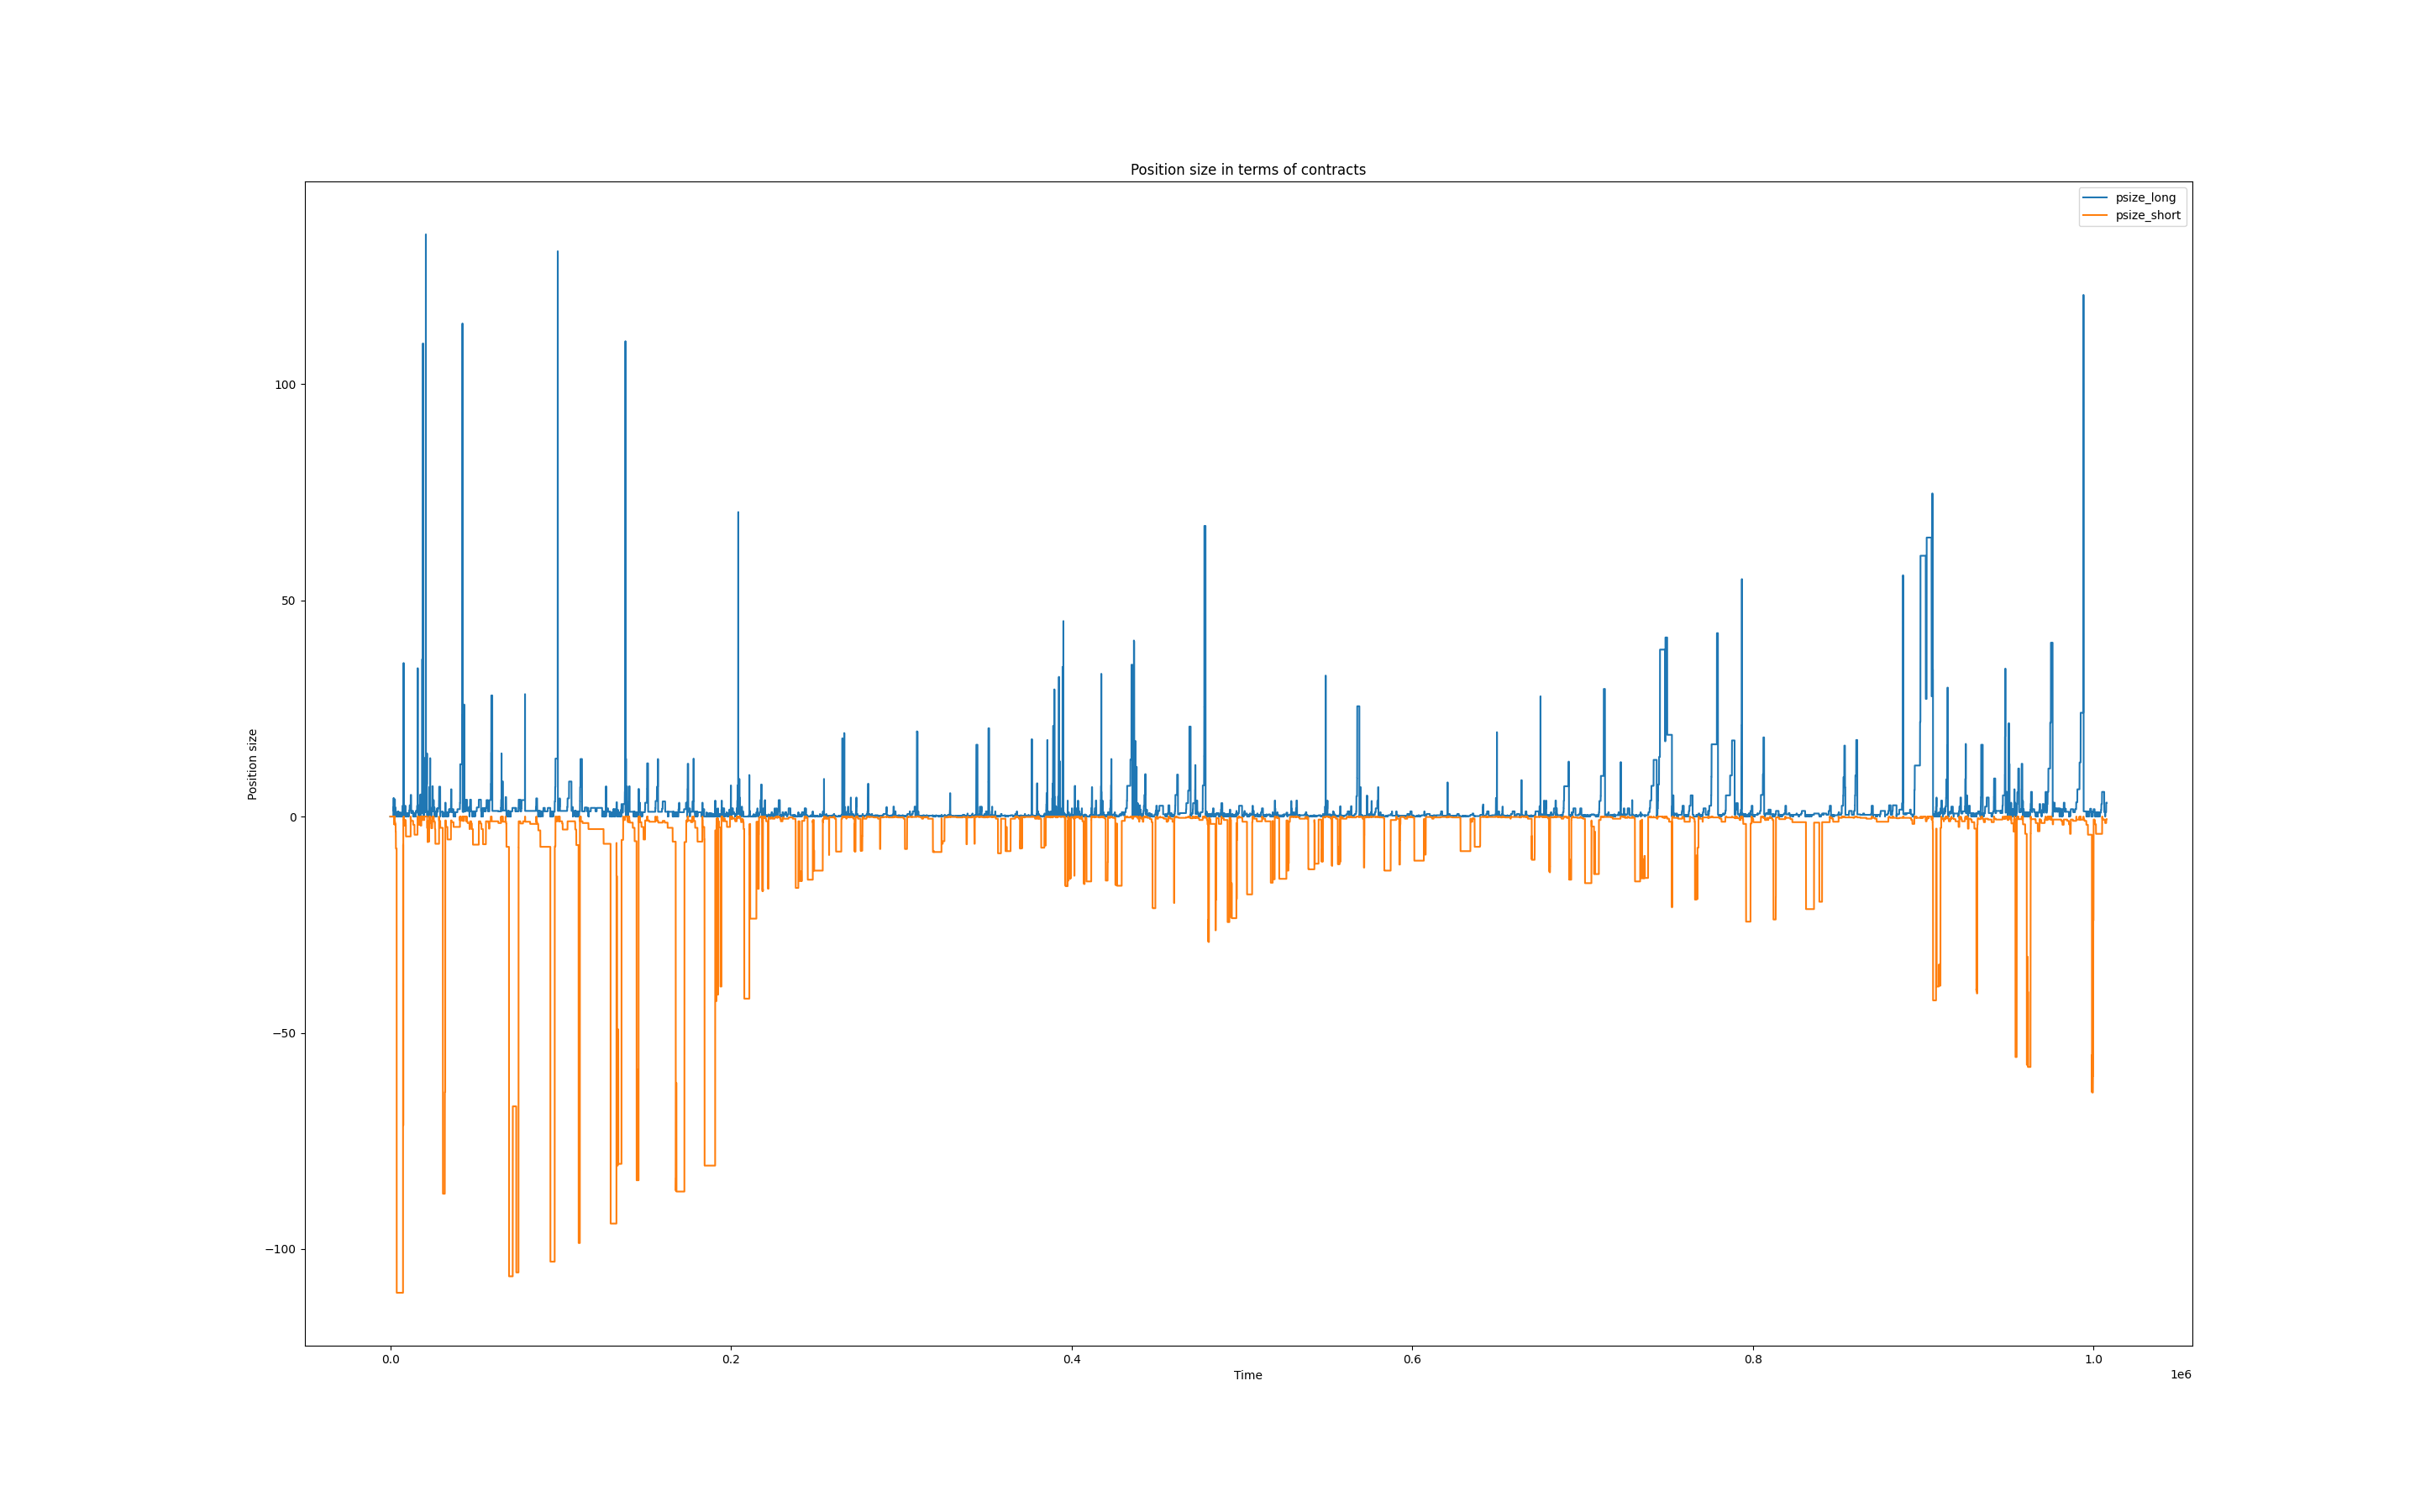 Position size in terms of contracts
psize_long
psize_short
Position size
100
50
0
−50
−100
0.0
0.2
0.4
0.6
0.8
1.0
Time
1e6